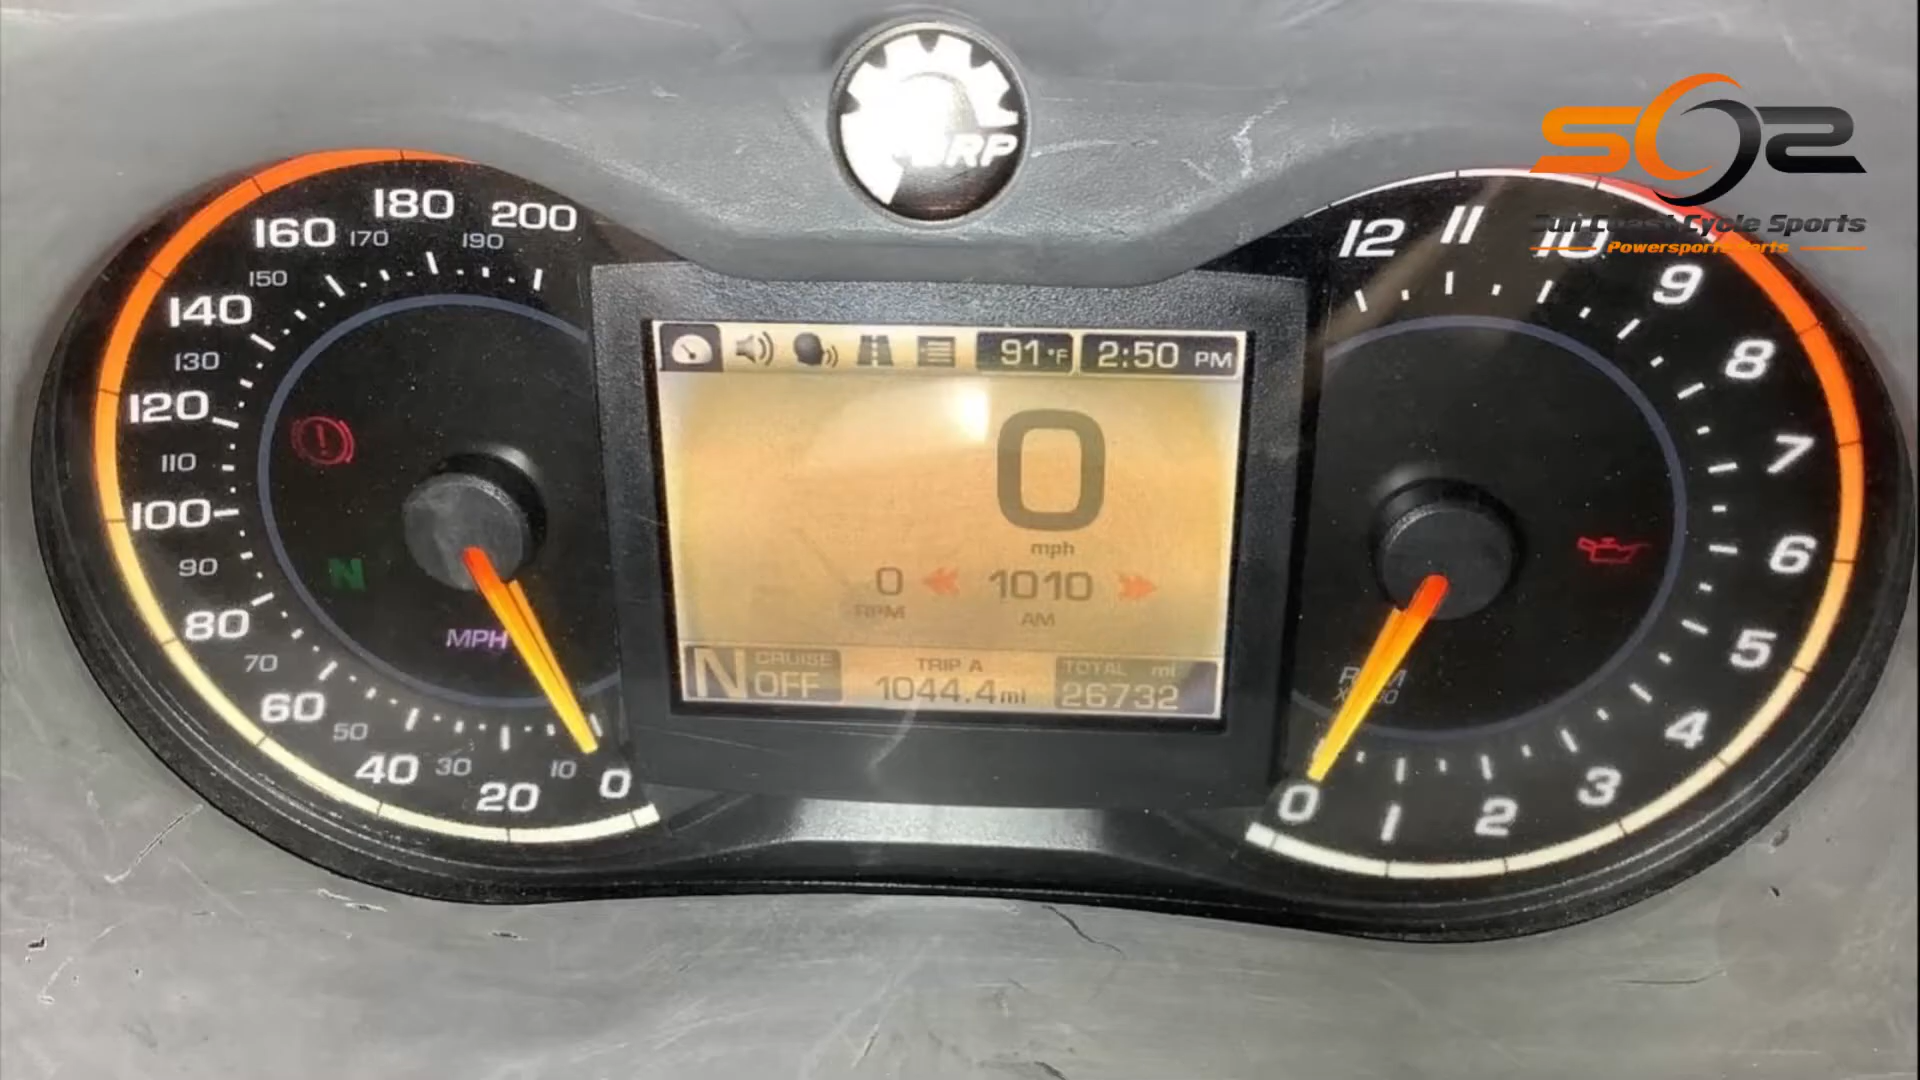 BRP
SCS
Sun Coast Cycle Sports
Powersports Parts
180 200
160 170 190
150
140
130
120
110
100
90
80
70
60
50
40 30 20 10 0
MPH
N
91°F 2:50 PM
0
mph
0 1010
RPM AM
N CRUISE OFF
TRIP A
1044.4 mi
TOTAL mi
26732
12 11 10
9
8
7
6
5
4
3
2
1
0
RPM